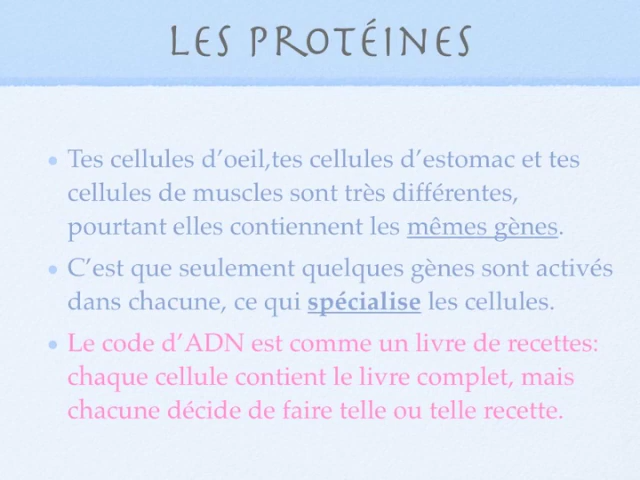 LES PROTÉINES
• Tes cellules d’oeil,tes cellules d’estomac et tes
cellules de muscles sont très différentes,
pourtant elles contiennent les mêmes gènes.
• C’est que seulement quelques gènes sont activés
dans chacune, ce qui spécialise les cellules.
• Le code d’ADN est comme un livre de recettes:
chaque cellule contient le livre complet, mais
chacune décide de faire telle ou telle recette.